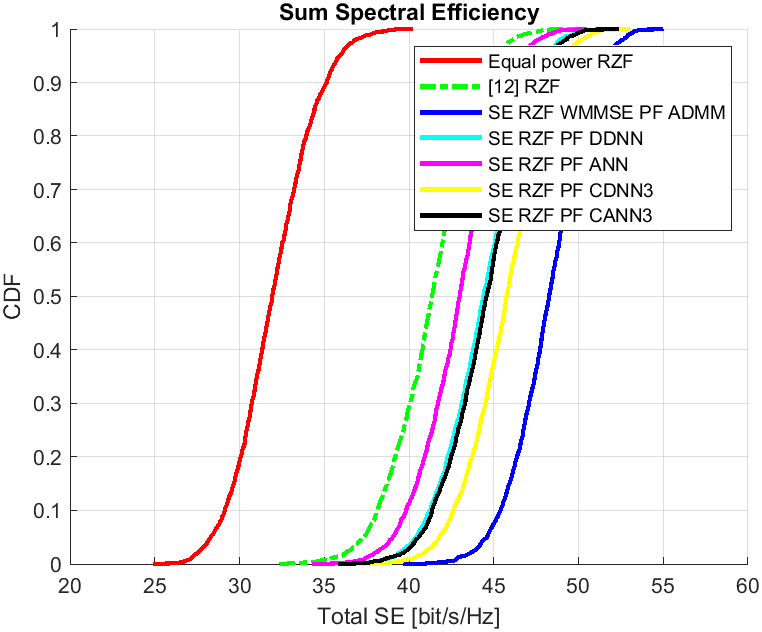 Sum Spectral Efficiency
1
0.9
0.8
0.7
0.6
0.5
0.4
0.3
0.2
0.1
0
CDF
Equal power RZF
[12] RZF
SE RZF WMMSE PF ADMM
SE RZF PF DDNN
SE RZF PF ANN
SE RZF PF CDNN3
SE RZF PF CANN3
20 25 30 35 40 45 50 55 60
Total SE [bit/s/Hz]